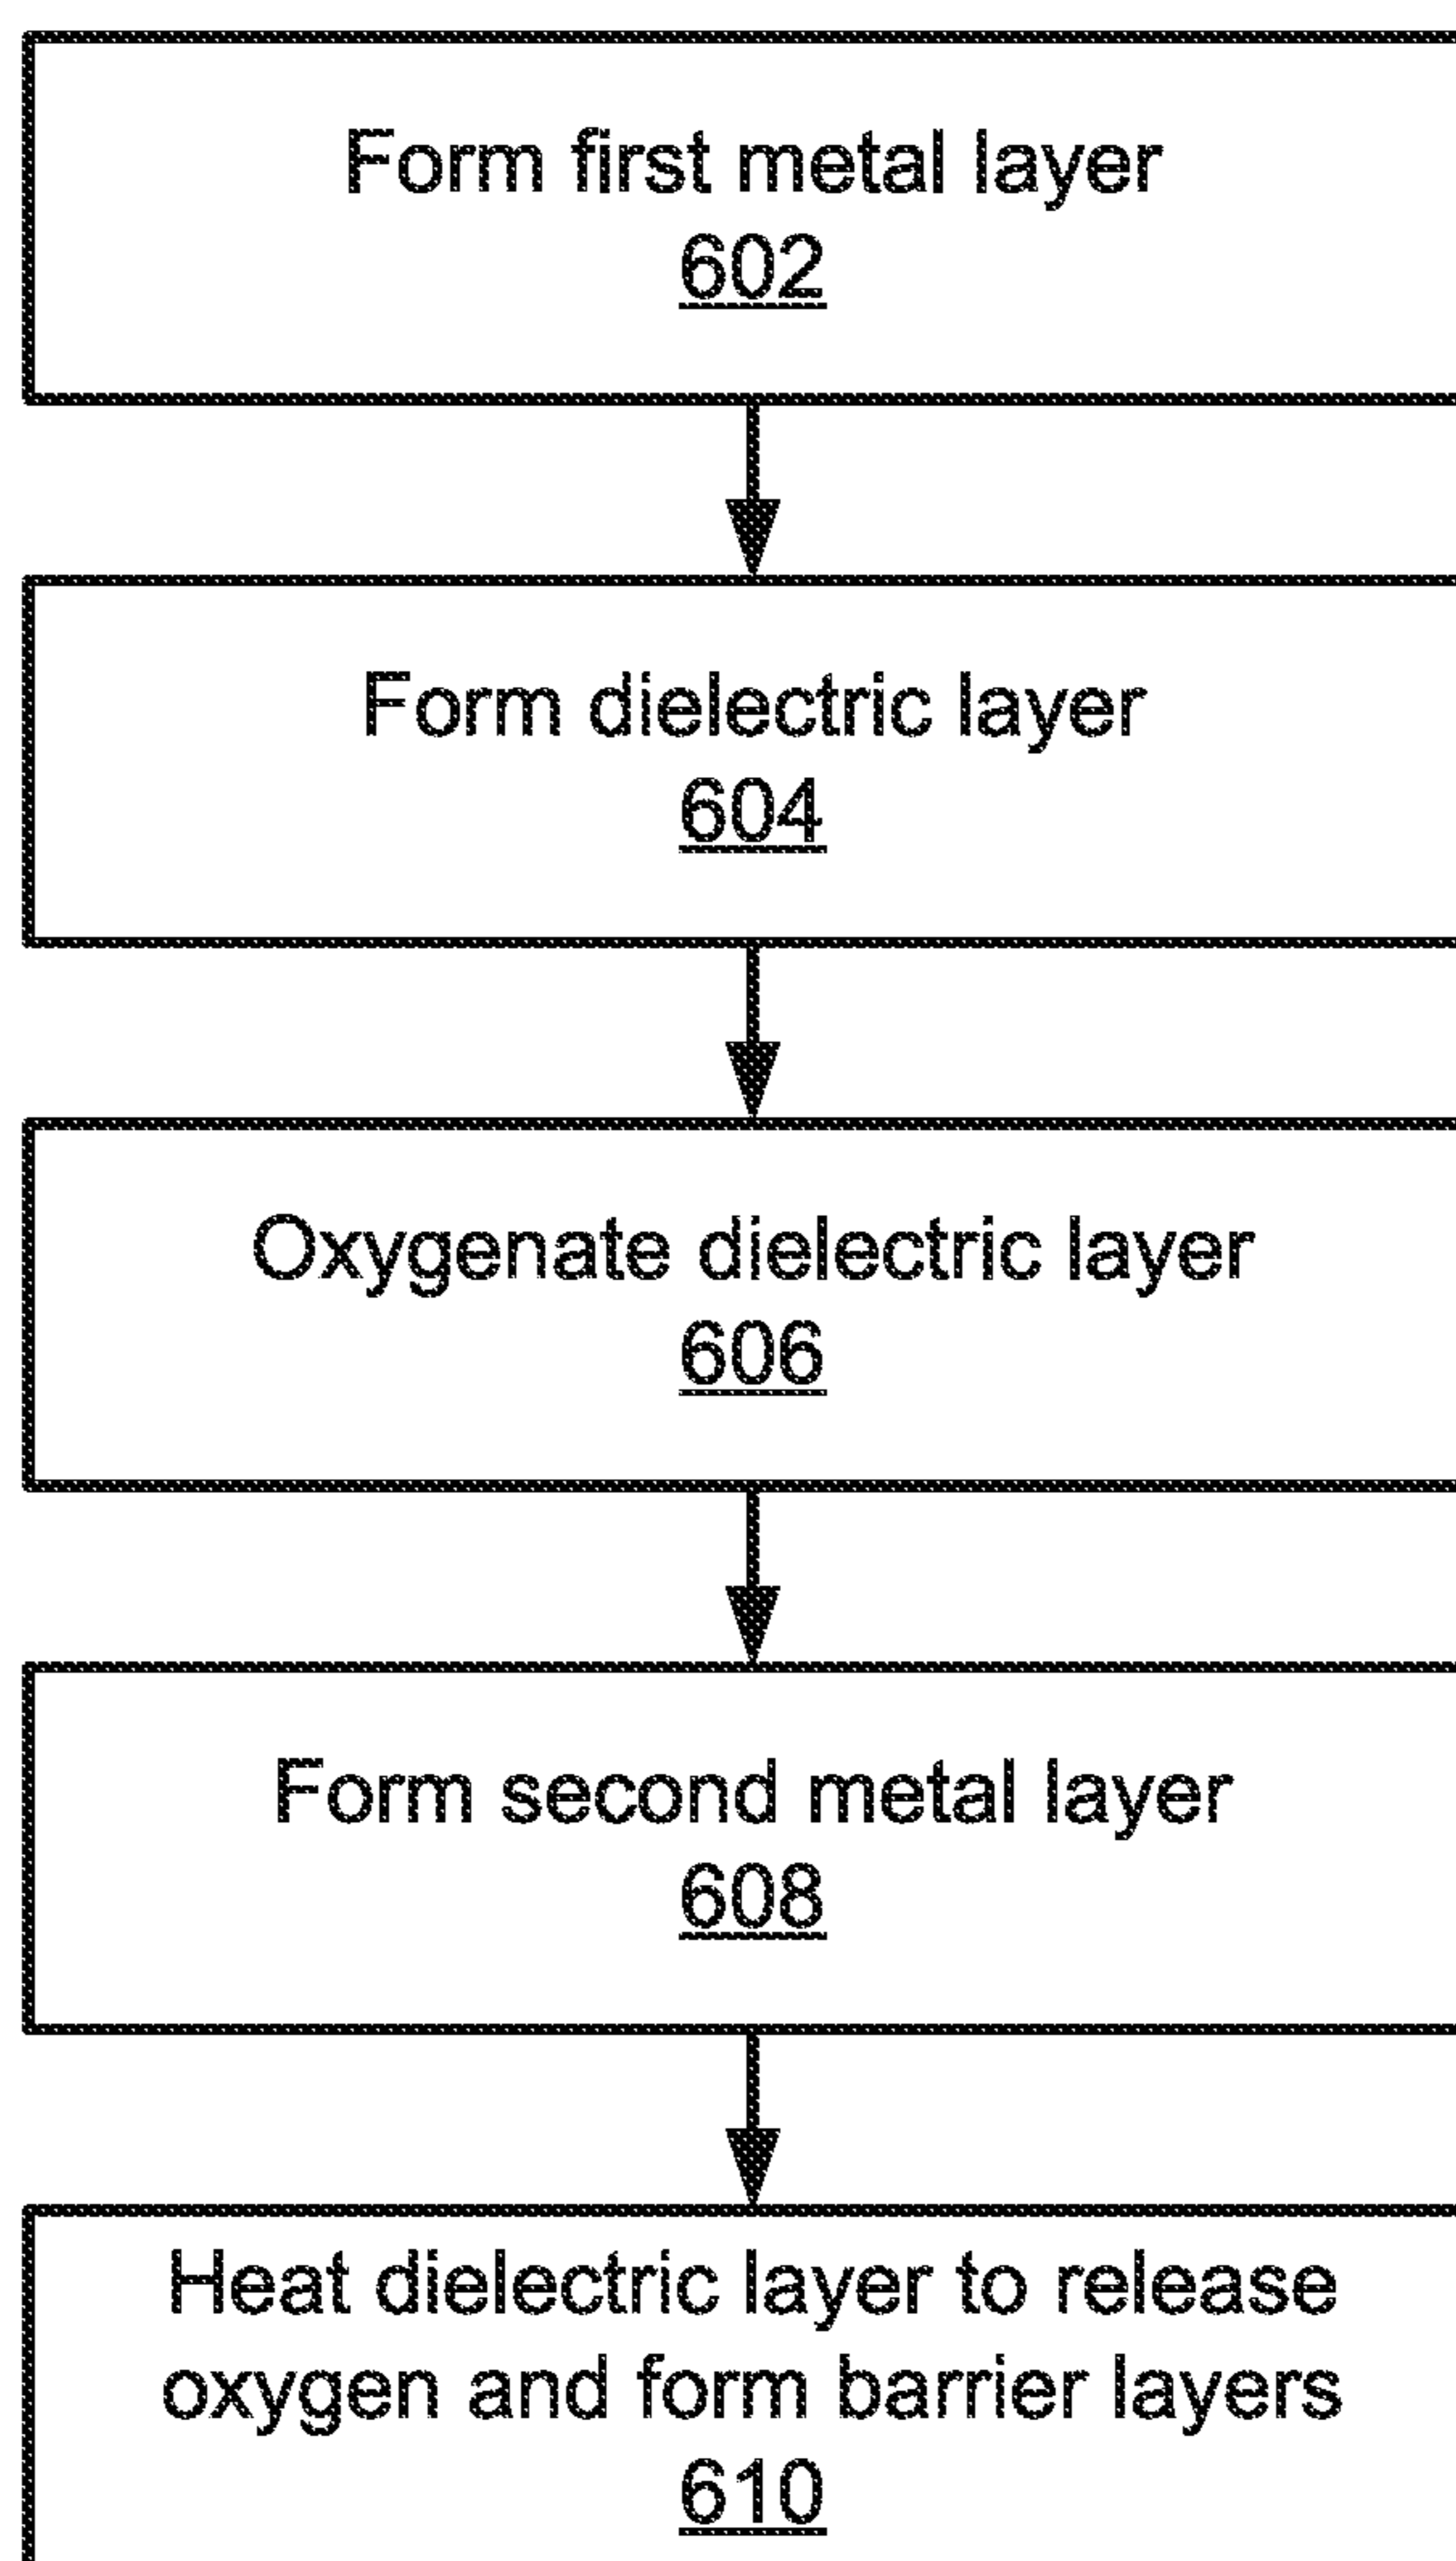 Form first metal layer
602
Form dielectric layer
604
Oxygenate dielectric layer
606
Form second metal layer
608
Heat dielectric layer to release
oxygen and form barrier layers
610